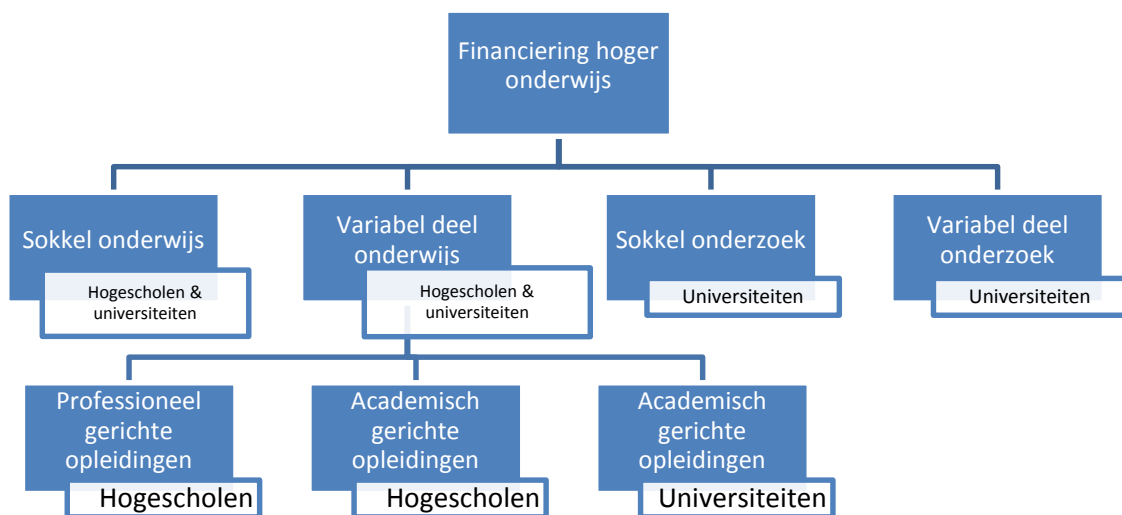 Financiering hoger
onderwijs
Sokkel onderwijs
Hogescholen &
universiteiten
Variabel deel
onderwijs
Hogescholen &
universiteiten
Sokkel onderzoek
Universiteiten
Variabel deel
onderzoek
Universiteiten
Professioneel
gerichte
opleidingen
Hogescholen
Academisch
gerichte
opleidingen
Hogescholen
Academisch
gerichte
opleidingen
Universiteiten